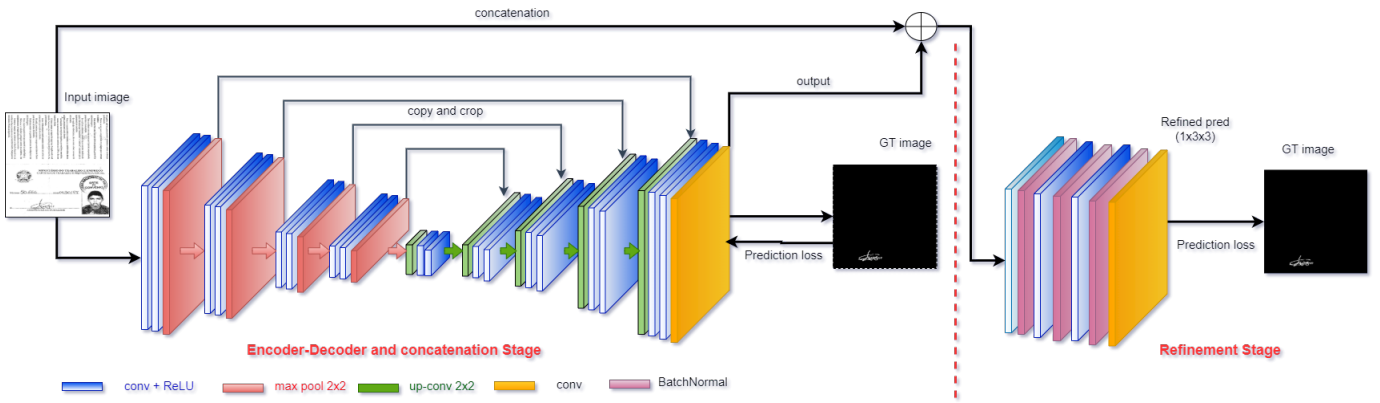 concatenation
Input imiage
copy and crop
output
GT image
Prediction loss
Encoder-Decoder and concatenation Stage
conv + ReLU
max pool 2x2
up-conv 2x2
conv
BatchNormal
Refined pred
(1x3x3)
GT image
Prediction loss
Refinement Stage